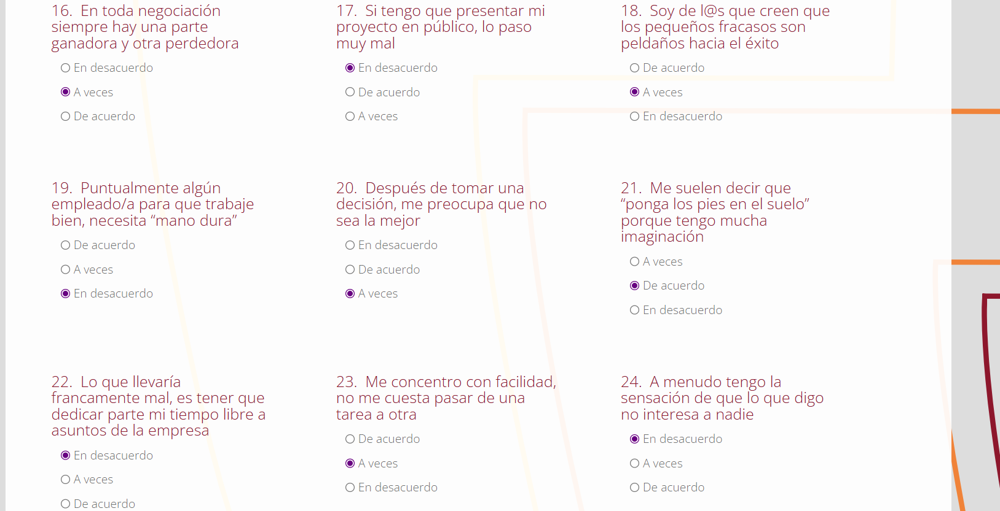 16. En toda negociación
siempre hay una parte
ganadora y otra perdedora
En desacuerdo
A veces
De acuerdo
17. Si tengo que presentar mi
proyecto en público, lo paso
muy mal
En desacuerdo
De acuerdo
A veces
18. Soy de l@s que creen que
los pequeños fracasos son
peldaños hacia el éxito
De acuerdo
A veces
En desacuerdo
19. Puntualmente algún
empleado/a para que trabaje
bien, necesita “mano dura”
De acuerdo
A veces
En desacuerdo
20. Después de tomar una
decisión, me preocupa que no
sea la mejor
En desacuerdo
De acuerdo
A veces
21. Me suelen decir que
“ponga los pies en el suelo”
porque tengo mucha
imaginación
A veces
De acuerdo
En desacuerdo
22. Lo que llevaría
francamente mal, es tener que
dedicar parte mi tiempo libre a
asuntos de la empresa
En desacuerdo
A veces
De acuerdo
23. Me concentro con facilidad,
no me cuesta pasar de una
tarea a otra
De acuerdo
A veces
En desacuerdo
24. A menudo tengo la
sensación de que lo que digo
no interesa a nadie
En desacuerdo
A veces
De acuerdo